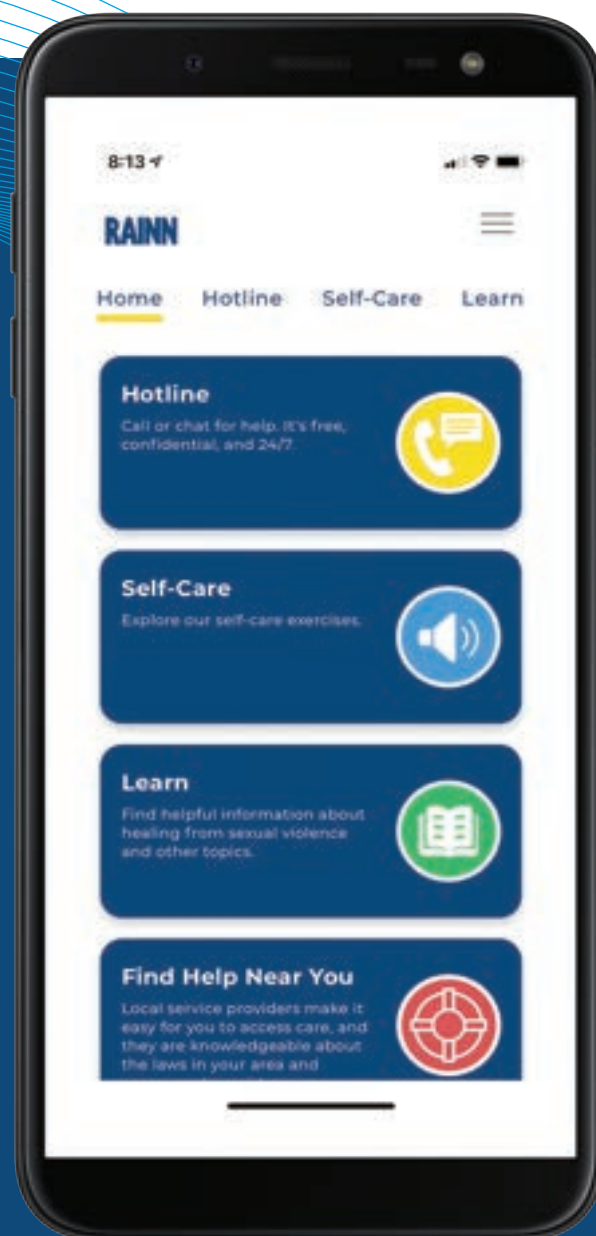 8:13
RAINN
Home Hotline Self-Care Learn
Hotline
Call or chat for help. It's free,
confidential, and 24/7.
Self-Care
Explore our self-care exercises.
Learn
Find helpful information about
healing from sexual violence
and other topics.
Find Help Near You
Local service providers make it
easy for you to access care, and
they are knowledgeable about
the laws in your area and